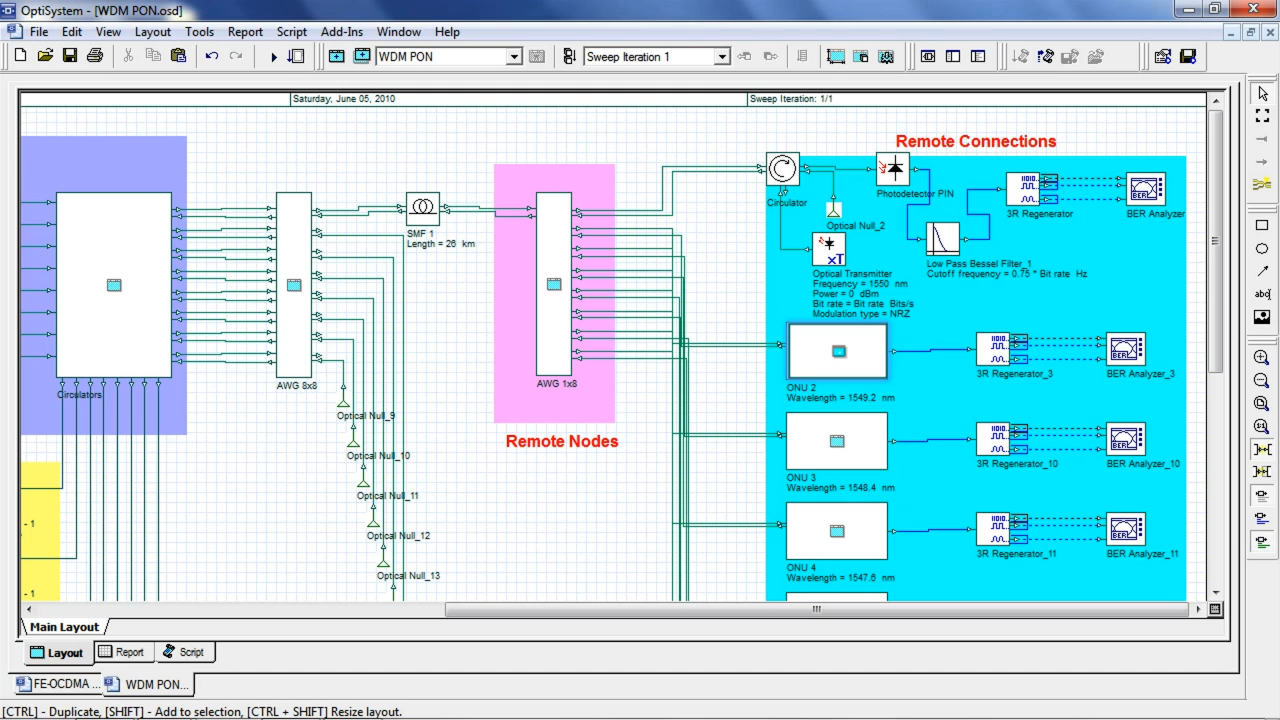 OptiSystem - [WDM PON.osd]
File Edit View Layout Tools Report Script Add-Ins Window Help
WDM PON
Sweep Iteration 1
Saturday, June 05, 2010
Sweep Iteration: 1/1
Remote Connections
Circulator
Optical Null_2
Photodetector PIN
3R Regenerator
BER Analyzer
Low Pass Bessel Filter_1
Cutoff frequency = 0.75 * Bit rate Hz
Optical Transmitter
Frequency = 1550 nm
Power = 0 dBm
Bit rate = Bit rate Bits/s
Modulation type = NRZ
SMF 1
Length = 26 km
Circulators
AWG 8x8
AWG 1x8
Remote Nodes
Optical Null_9
Optical Null_10
Optical Null_11
Optical Null_12
Optical Null_13
ONU 2
Wavelength = 1549.2 nm
3R Regenerator_3
BER Analyzer_3
ONU 3
Wavelength = 1548.4 nm
3R Regenerator_10
BER Analyzer_10
ONU 4
Wavelength = 1547.6 nm
3R Regenerator_11
BER Analyzer_11
- 1
- 1
Main Layout
Layout Report Script
FE-OCDMA ... WDM PON...
[CTRL] - Duplicate, [SHIFT] - Add to selection, [CTRL + SHIFT] Resize layout.